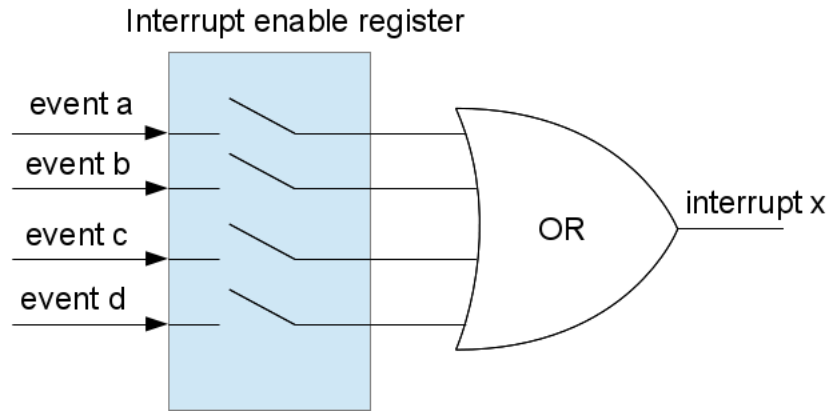 Interrupt enable register
event a
event b
event c
event d
OR
interrupt x